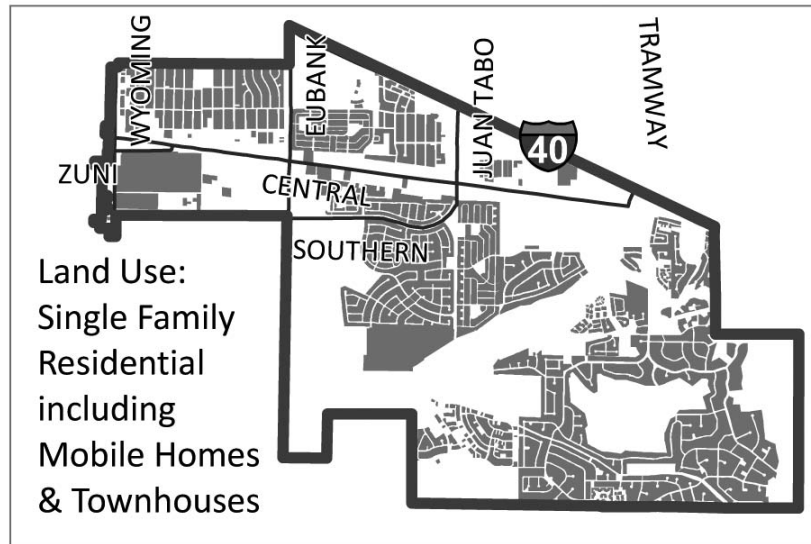 WYOMING
EUBANK
JUAN TABO
TRAMWAY
40
ZUNI
CENTRAL
SOUTHERN
Land Use:
Single Family
Residential
including
Mobile Homes
& Townhouses